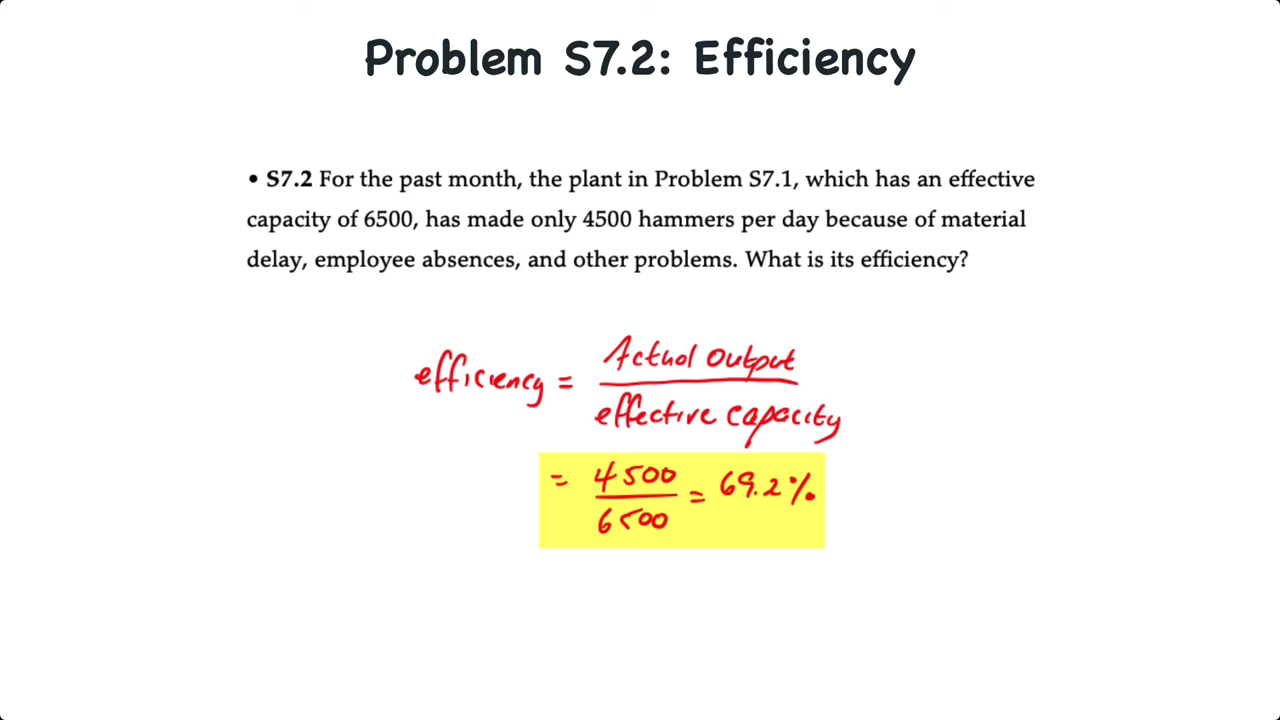 Problem S7.2: Efficiency
• S7.2 For the past month, the plant in Problem S7.1, which has an effective
capacity of 6500, has made only 4500 hammers per day because of material
delay, employee absences, and other problems. What is its efficiency?
efficiency = Actual Output
effective capacity
= 4500 = 69.2%
6500